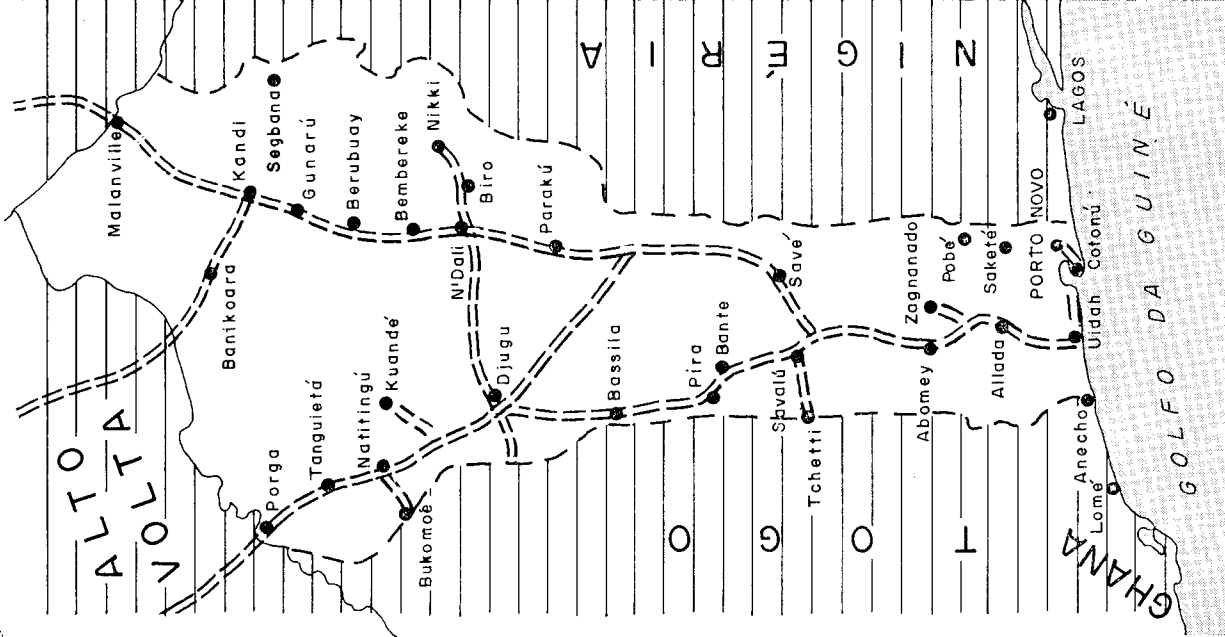 ALTO
VOLTA
NIGÉRIA
TOGO
GHANA
GOLFO DA GUINÉ
Malanville
Kandi
Segbana
Gunarú
Berubuay
Bembereke
Nikki
Biro
N'Dali
Parakú
Banikoara
Kuandé
Natitingú
Tanguietá
Porga
Bukomoé
Djugu
Bassila
Pira
Bante
Savé
Savalú
Tchetti
Zagnanado
Pobé
Saketé
Abomey
Allada
PORTO NOVO
Cotonú
Uidah
Anecho
Lomé
LAGOS